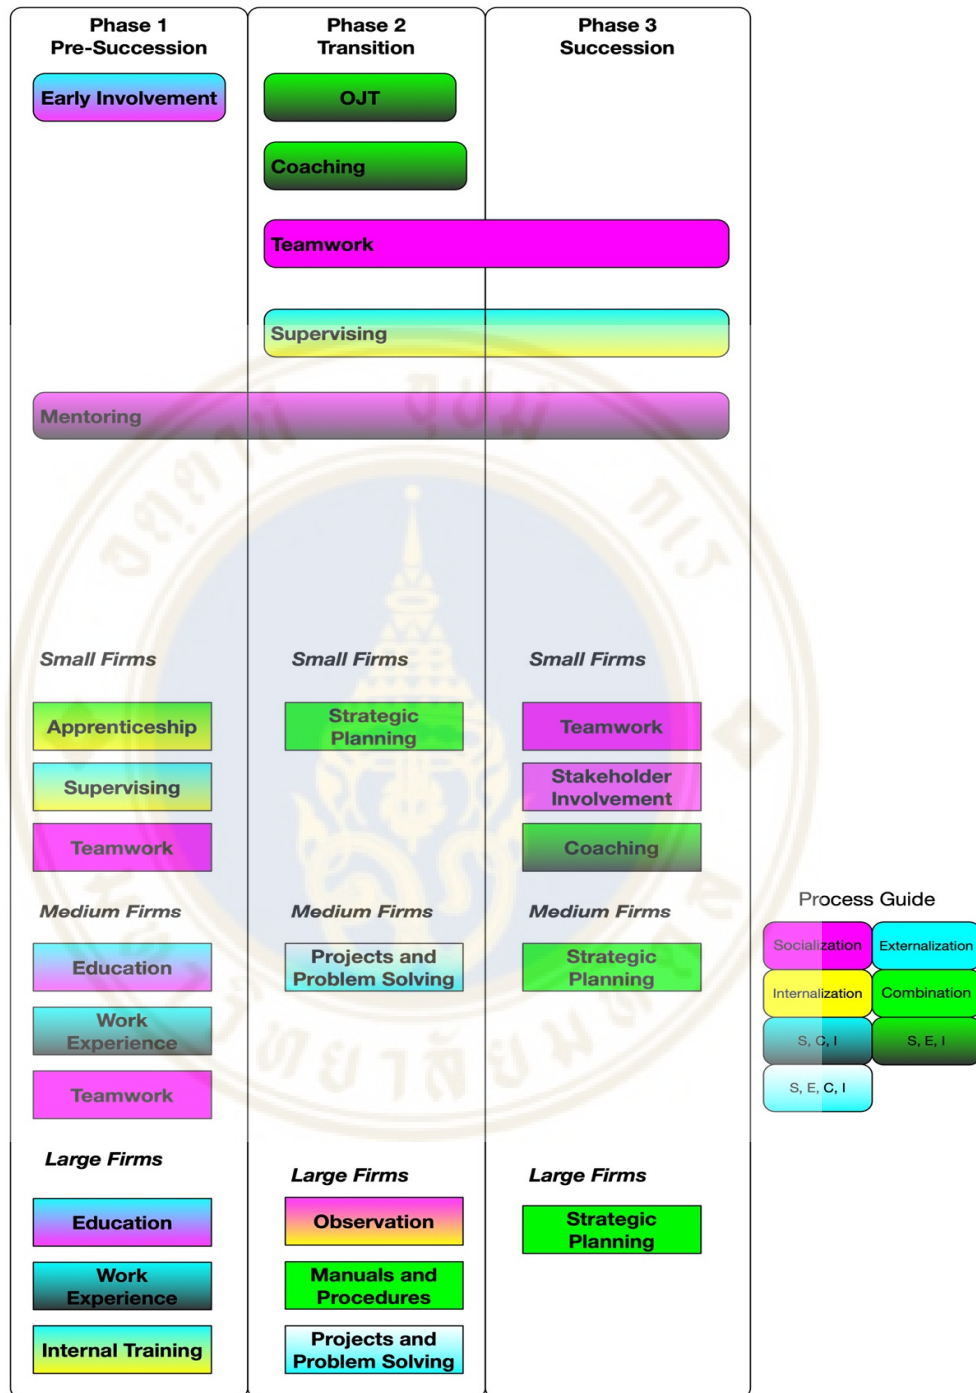 Phase 1
Pre-Succession
Phase 2
Transition
Phase 3
Succession
Early Involvement
OJT
Coaching
Teamwork
Supervising
Mentoring
Small Firms
Small Firms
Small Firms
Apprenticeship
Strategic
Planning
Teamwork
Supervising
Stakeholder
Involvement
Teamwork
Coaching
Medium Firms
Medium Firms
Medium Firms
Education
Projects and
Problem Solving
Strategic
Planning
Work
Experience
Teamwork
Large Firms
Large Firms
Large Firms
Education
Observation
Strategic
Planning
Work
Experience
Manuals and
Procedures
Internal Training
Projects and
Problem Solving
Process Guide
Socialization
Externalization
Internalization
Combination
S, C, I
S, E, I
S, E, C, I